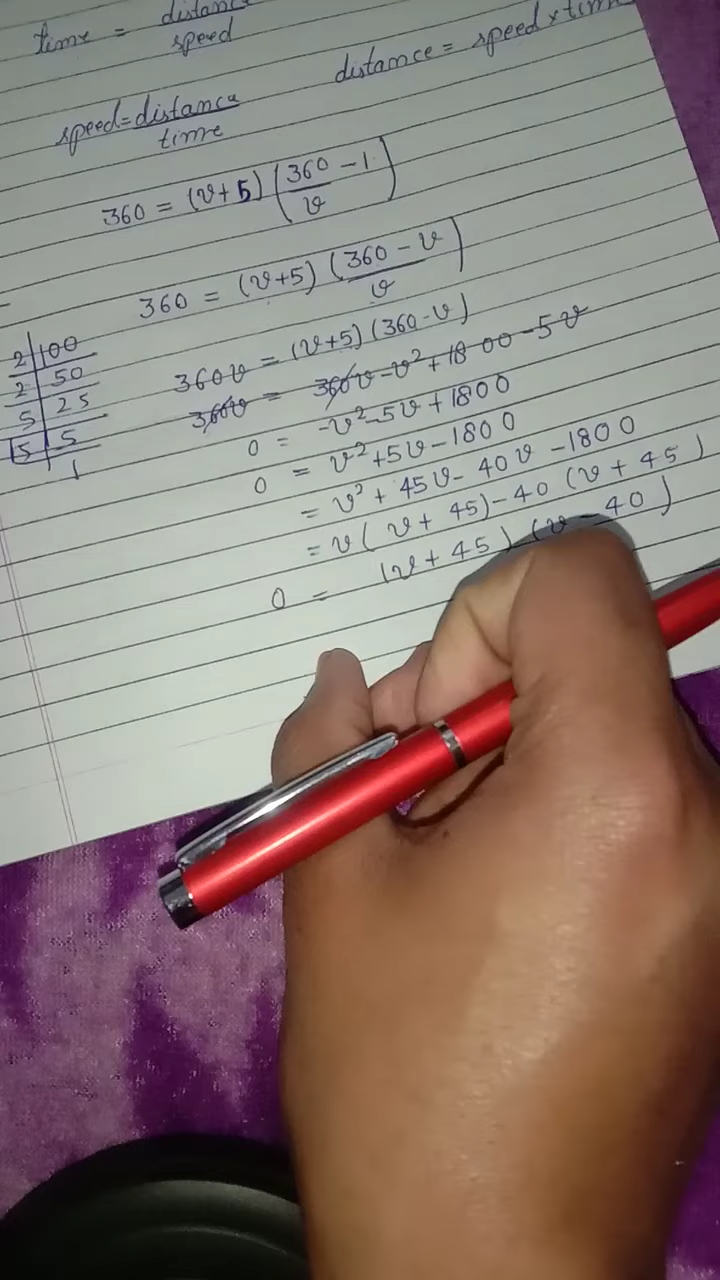 time = distance / speed
distance = speed × time
speed = distance / time
360 = (v+5) (360/v - 1)
360 = (v+5) (360 - v / v)
2 | 100
2 | 50
5 | 25
5 | 5
1
360v = (v+5) (360-v)
360v = 360v - v² + 1800 - 5v
0 = -v² - 5v + 1800
0 = v² + 5v - 1800
= v² + 45v - 40v - 1800
= v( v + 45) - 40 (v + 45)
0 = (v + 45) (v - 40)